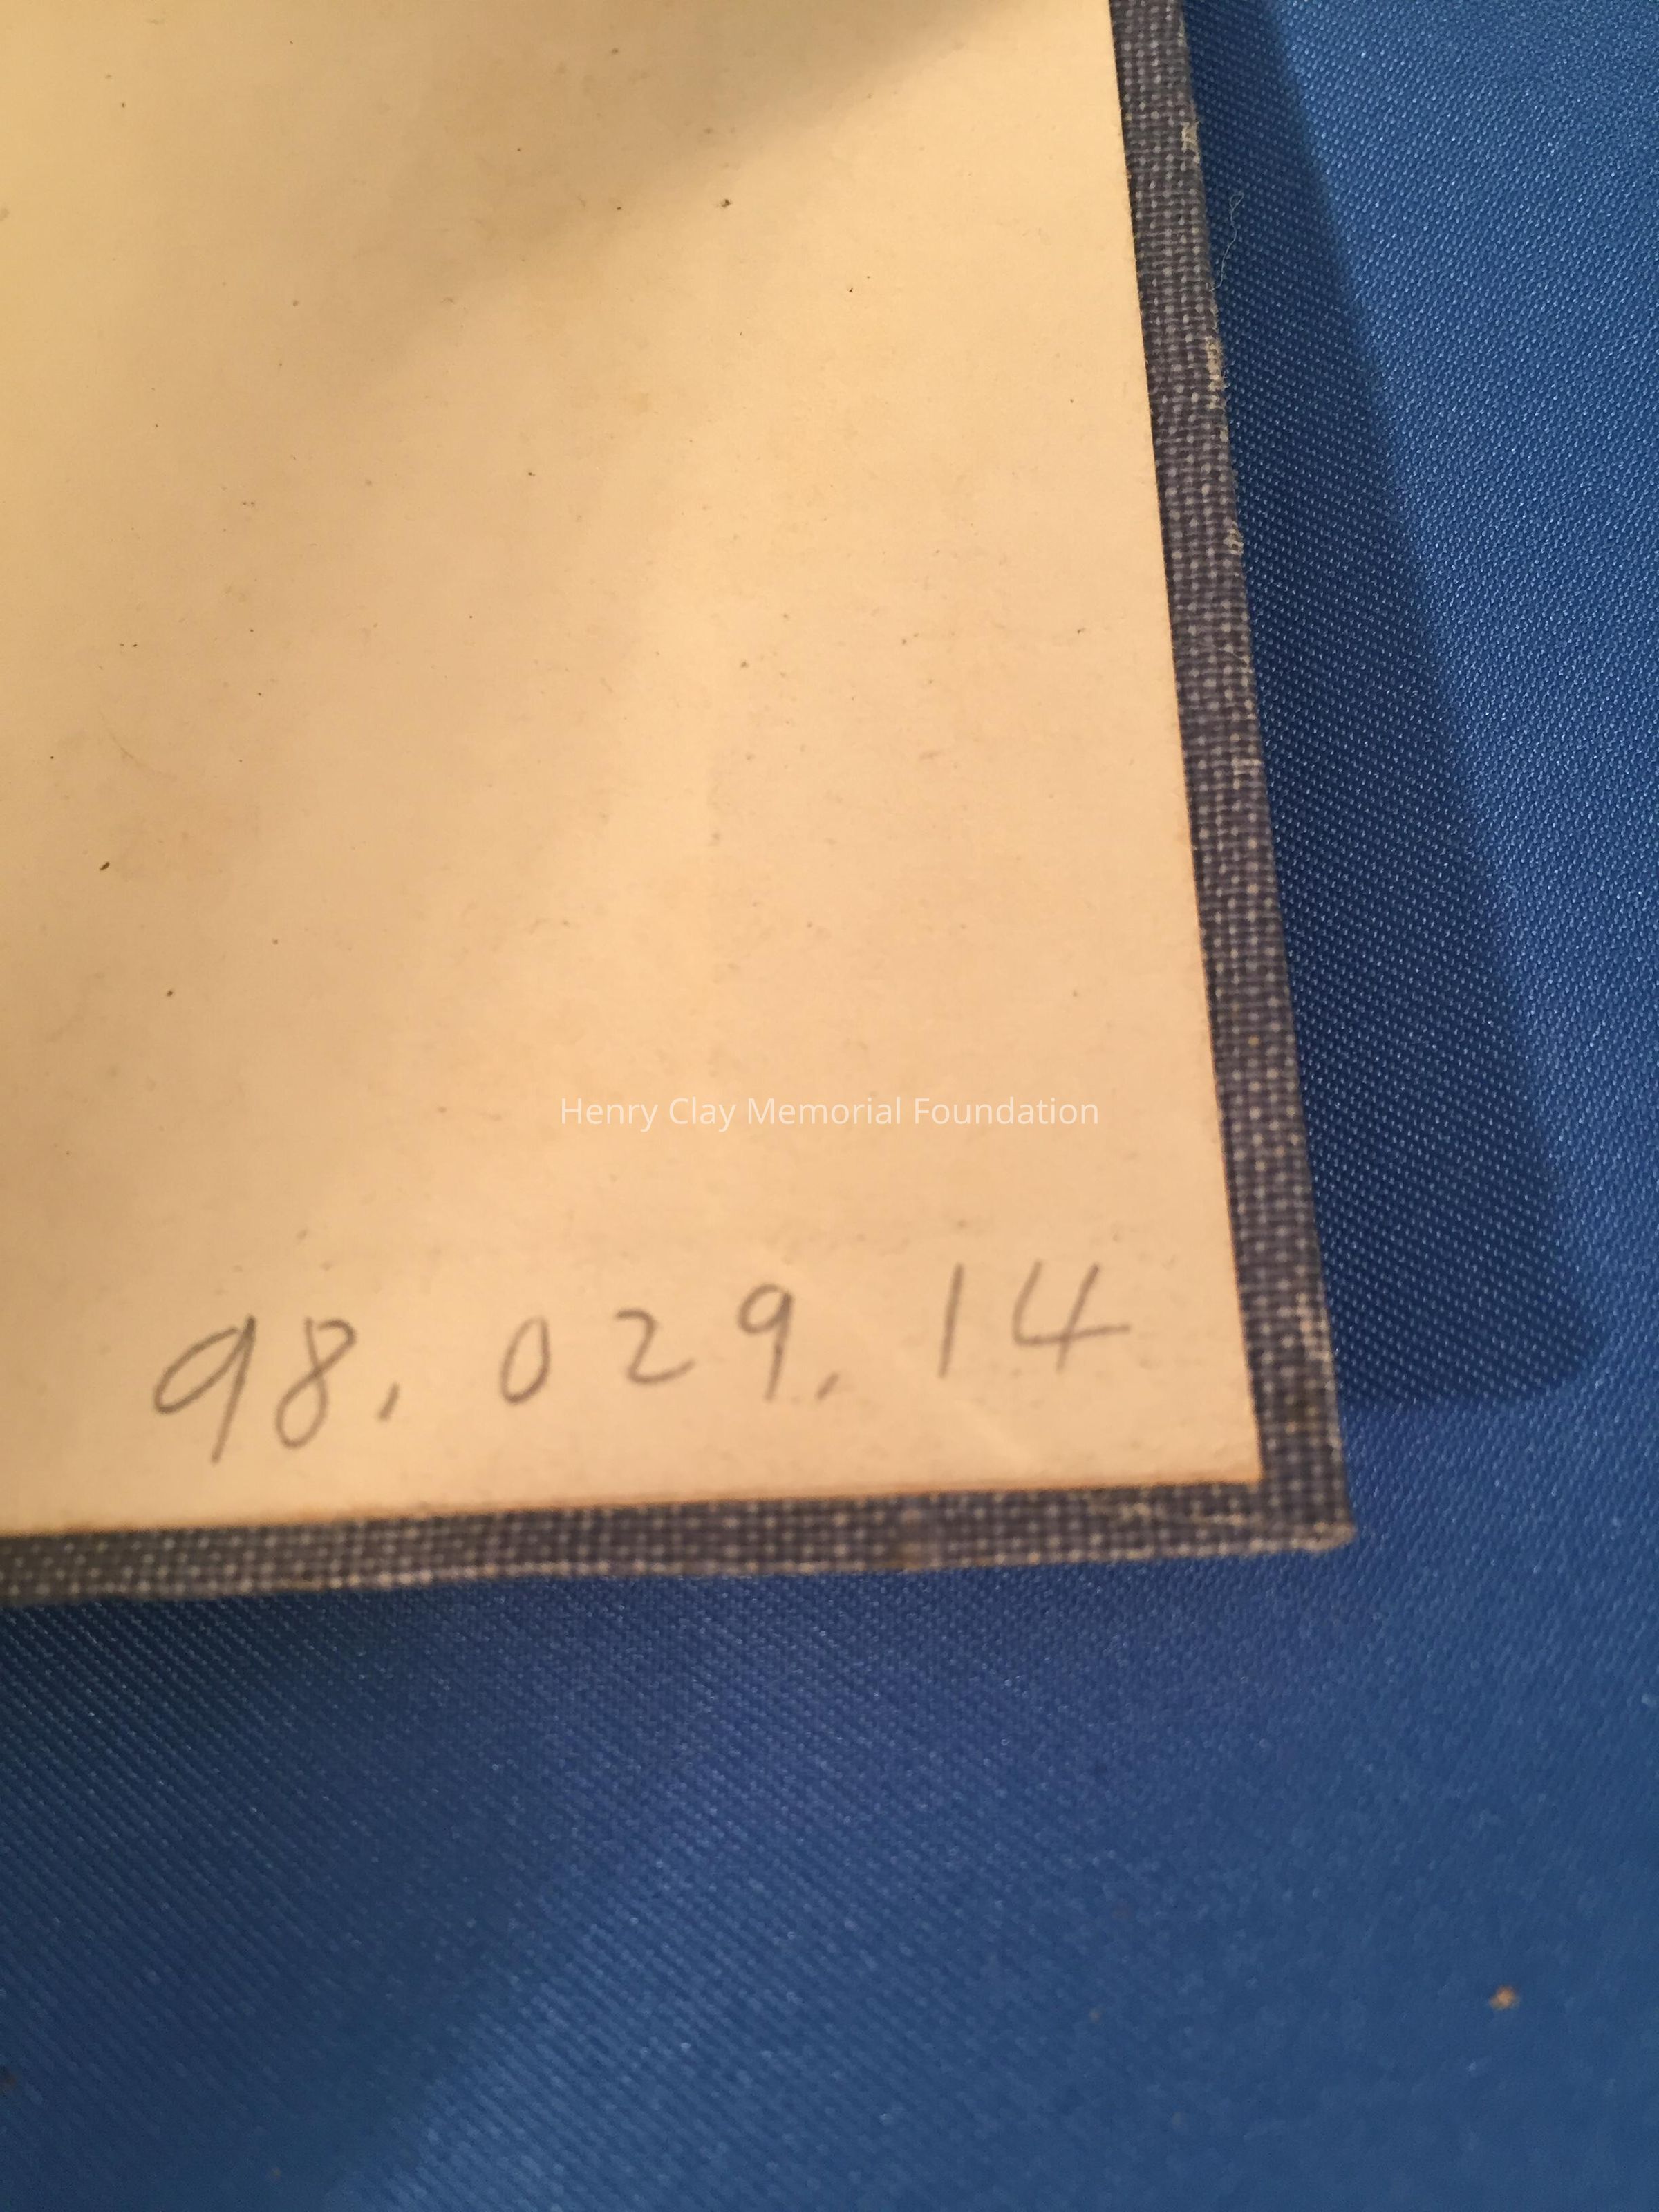 Henry Clay Memorial Foundation
98. 029. 14